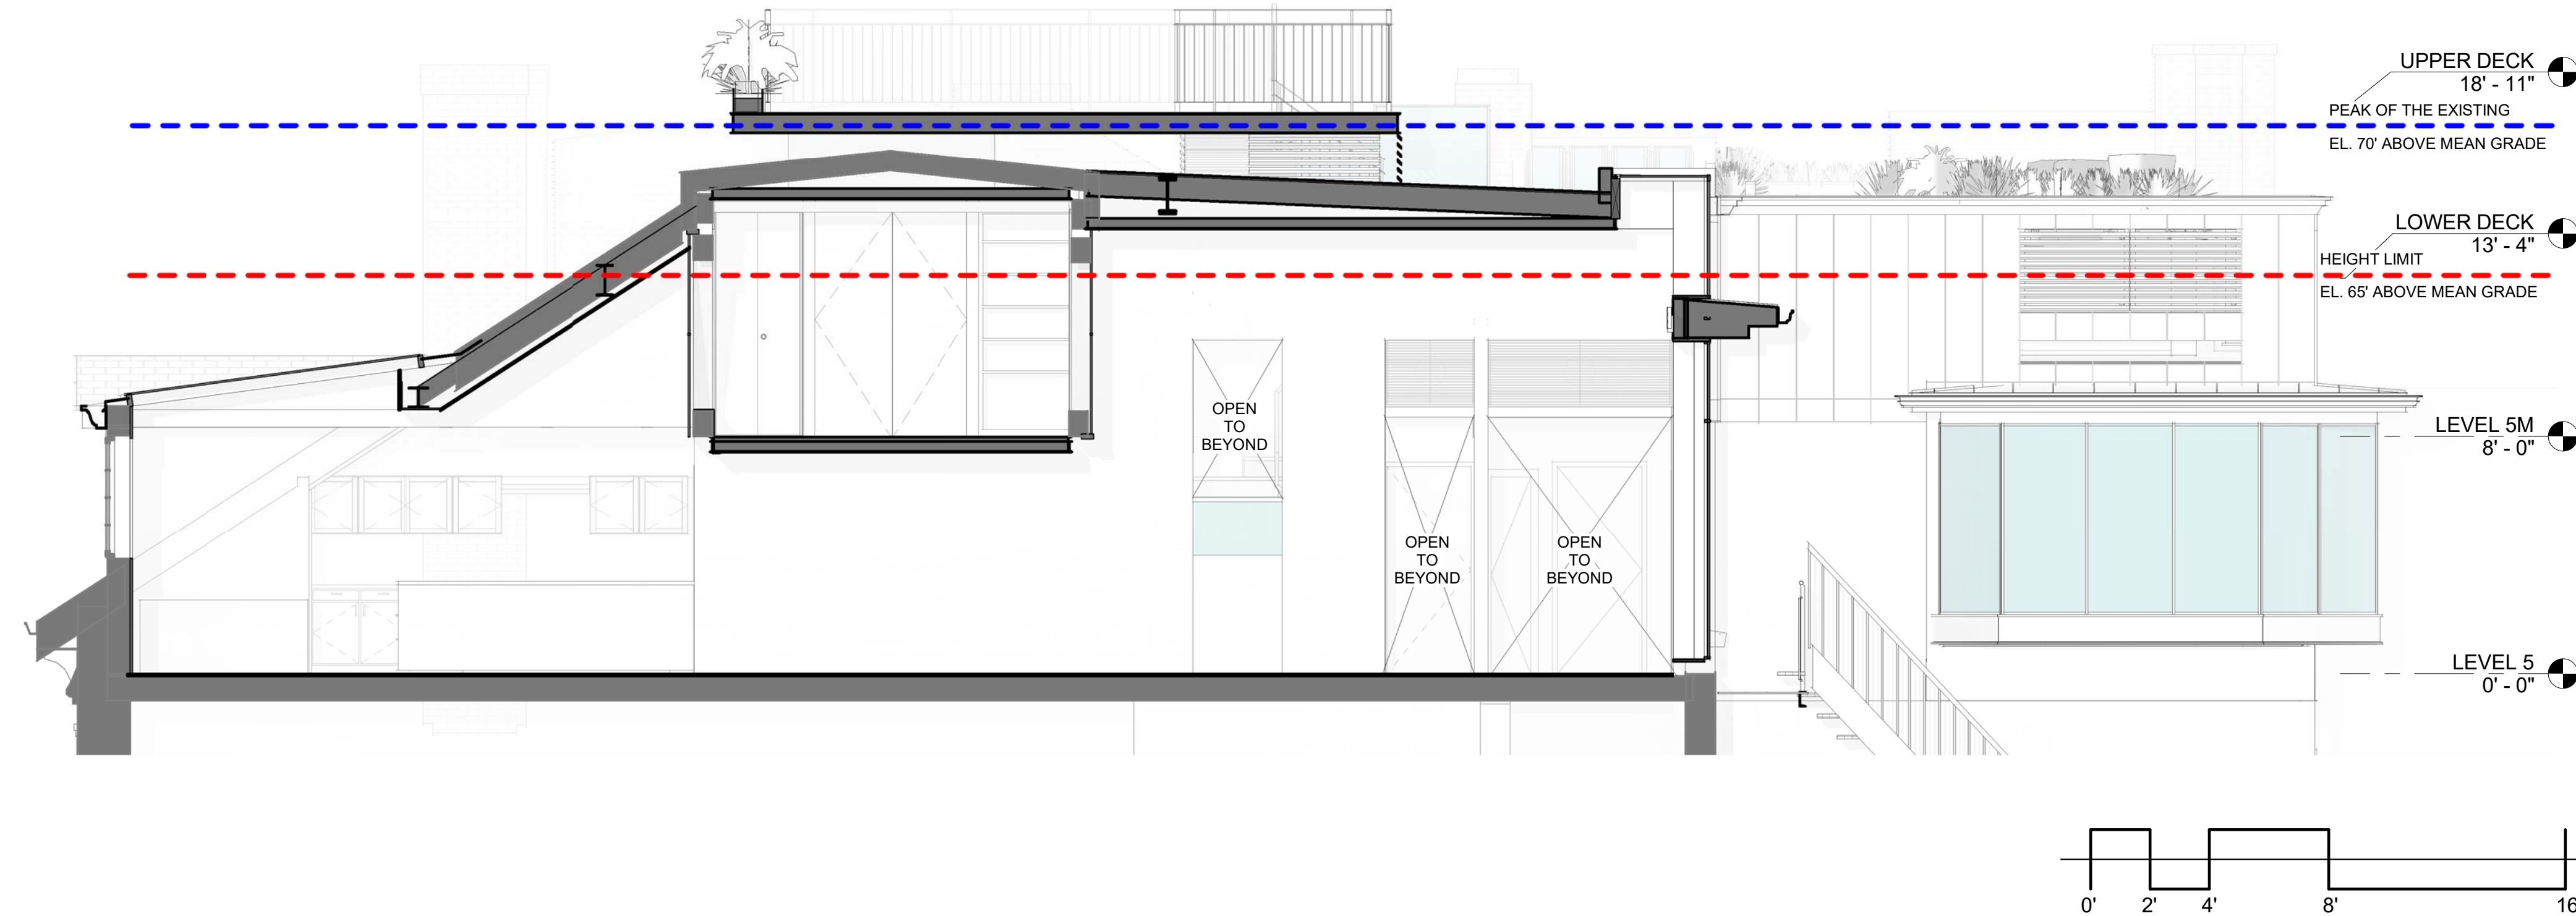 UPPER DECK
18' - 11"
PEAK OF THE EXISTING
EL. 70' ABOVE MEAN GRADE
LOWER DECK
13' - 4"
HEIGHT LIMIT
EL. 65' ABOVE MEAN GRADE
OPEN
TO
BEYOND
LEVEL 5M
8' - 0"
OPEN
TO
BEYOND
OPEN
TO
BEYOND
LEVEL 5
0' - 0"
0' 2' 4' 8' 16